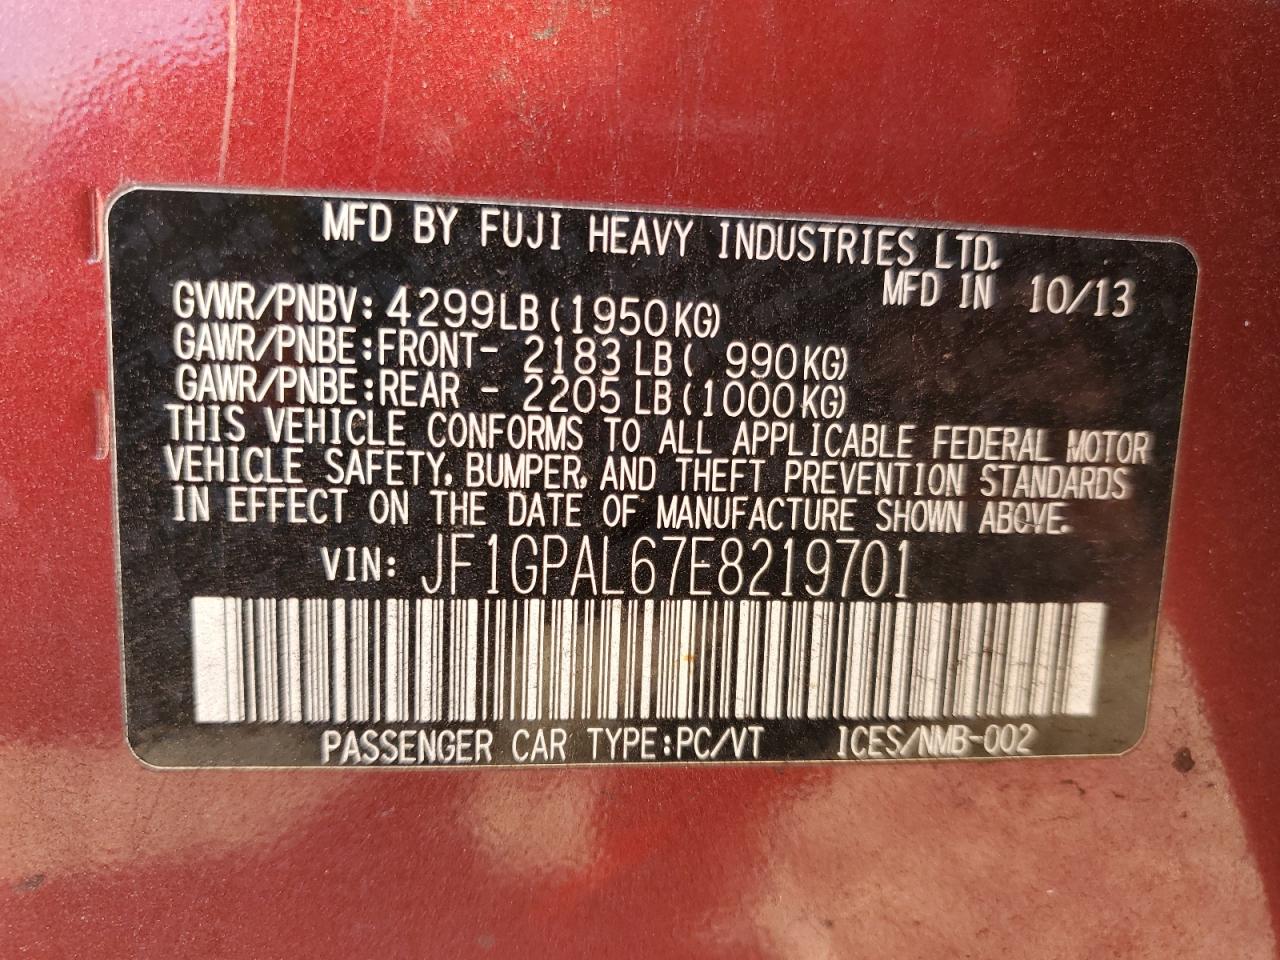 MFD BY FUJI HEAVY INDUSTRIES LTD.
MFD IN 10/13
GVWR/PNBV: 4299LB (1950KG)
GAWR/PNBE:FRONT- 2183 LB( 990KG)
GAWR/PNBE:REAR - 2205 LB(1000KG)
THIS VEHICLE CONFORMS TO ALL APPLICABLE FEDERAL MOTOR
VEHICLE SAFETY, BUMPER, AND THEFT PREVENTION STANDARDS
IN EFFECT ON THE DATE OF MANUFACTURE SHOWN ABOVE.
VIN: JF1GPAL67E8219701
PASSENGER CAR TYPE:PC/VT ICES/NMB-002